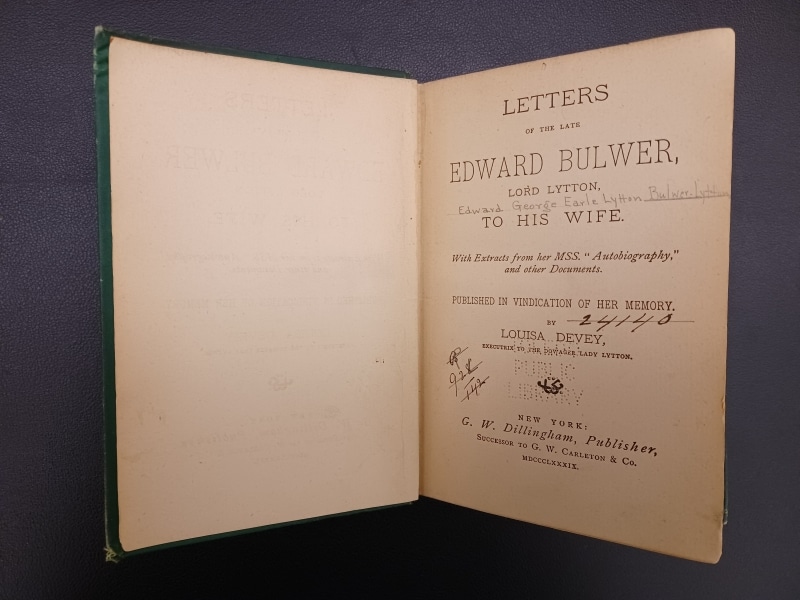 LETTERS
OF THE LATE
EDWARD BULWER,
LORD LYTTON,
Edward George Earle Lytton Bulwer-Lytton
TO HIS WIFE.
With Extracts from her MSS. "Autobiography,"
and other Documents.
PUBLISHED IN VINDICATION OF HER MEMORY.
BY
24140
LOUISA DEVEY,
EXECUTRIX TO THE DOWAGER LADY LYTTON.
PUBLIC
LIBRARY
928
NEW YORK:
G. W. Dillingham, Publisher,
SUCCESSOR TO G. W. CARLETON & CO.
MDCCCLXXXIX.